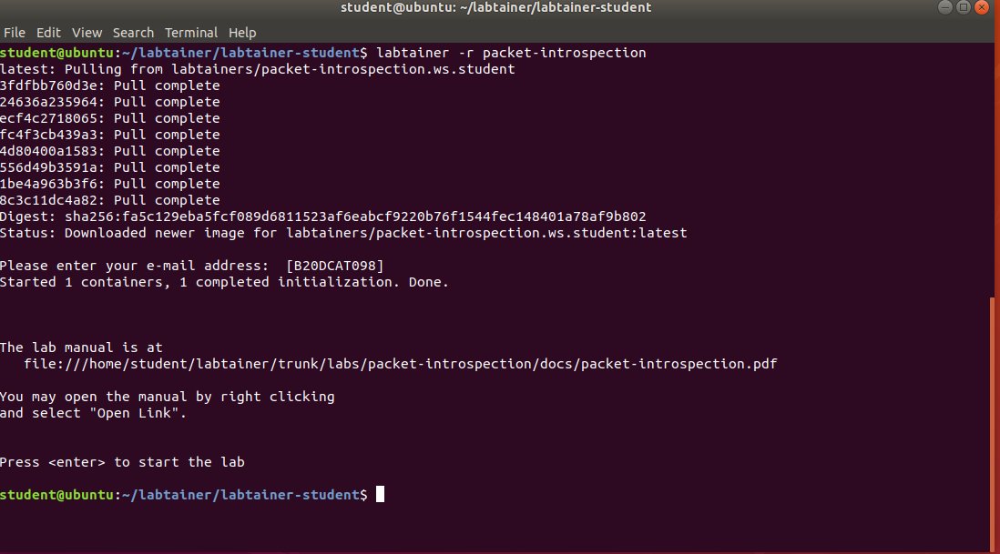 student@ubuntu: ~/labtainer/labtainer-student
File Edit View Search Terminal Help
student@ubuntu:~/labtainer/labtainer-student$ labtainer -r packet-introspection
latest: Pulling from labtainers/packet-introspection.ws.student
3fdfbb760d3e: Pull complete
24636a235964: Pull complete
ecf4c2718065: Pull complete
fc4f3cb439a3: Pull complete
4d80400a1583: Pull complete
556d49b3591a: Pull complete
1be4a963b3f6: Pull complete
8c3c11dc4a82: Pull complete
Digest: sha256:fa5c129eba5fcf089d6811523af6eabcf9220b76f1544fec148401a78af9b802
Status: Downloaded newer image for labtainers/packet-introspection.ws.student:latest
Please enter your e-mail address:  [B20DCAT098]
Started 1 containers, 1 completed initialization. Done.
The lab manual is at
file:///home/student/labtainer/trunk/labs/packet-introspection/docs/packet-introspection.pdf
You may open the manual by right clicking
and select "Open Link".
Press <enter> to start the lab
student@ubuntu:~/labtainer/labtainer-student$